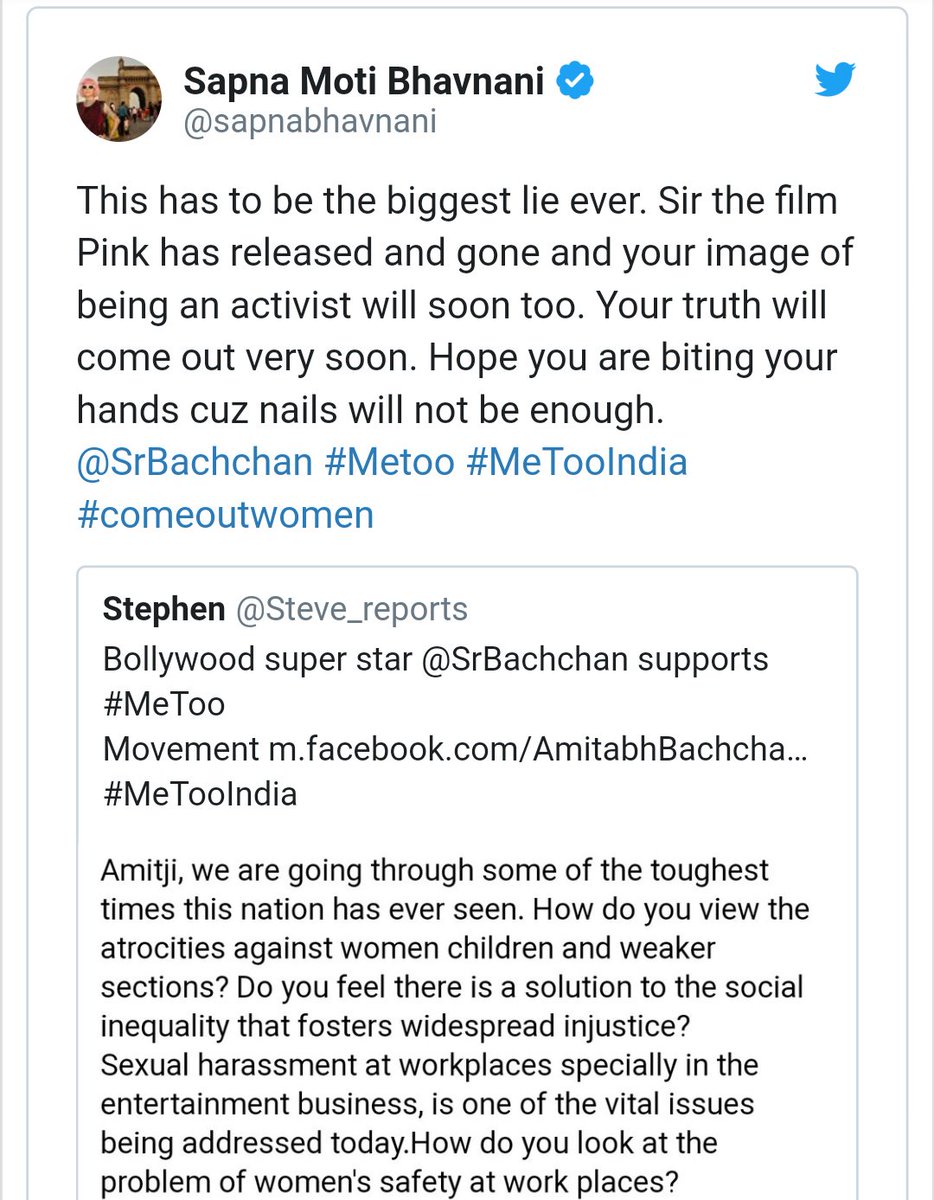 Sapna Moti Bhavnani
@sapnabhavnani
This has to be the biggest lie ever. Sir the film
Pink has released and gone and your image of
being an activist will soon too. Your truth will
come out very soon. Hope you are biting your
hands cuz nails will not be enough.
@SrBachchan #Metoo #MeTooIndia
#comeoutwomen
Stephen @Steve_reports
Bollywood super star @SrBachchan supports
#MeToo
Movement m.facebook.com/AmitabhBachcha…
#MeTooIndia
Amitji, we are going through some of the toughest
times this nation has ever seen. How do you view the
atrocities against women children and weaker
sections? Do you feel there is a solution to the social
inequality that fosters widespread injustice?
Sexual harassment at workplaces specially in the
entertainment business, is one of the vital issues
being addressed today.How do you look at the
problem of women's safety at work places?